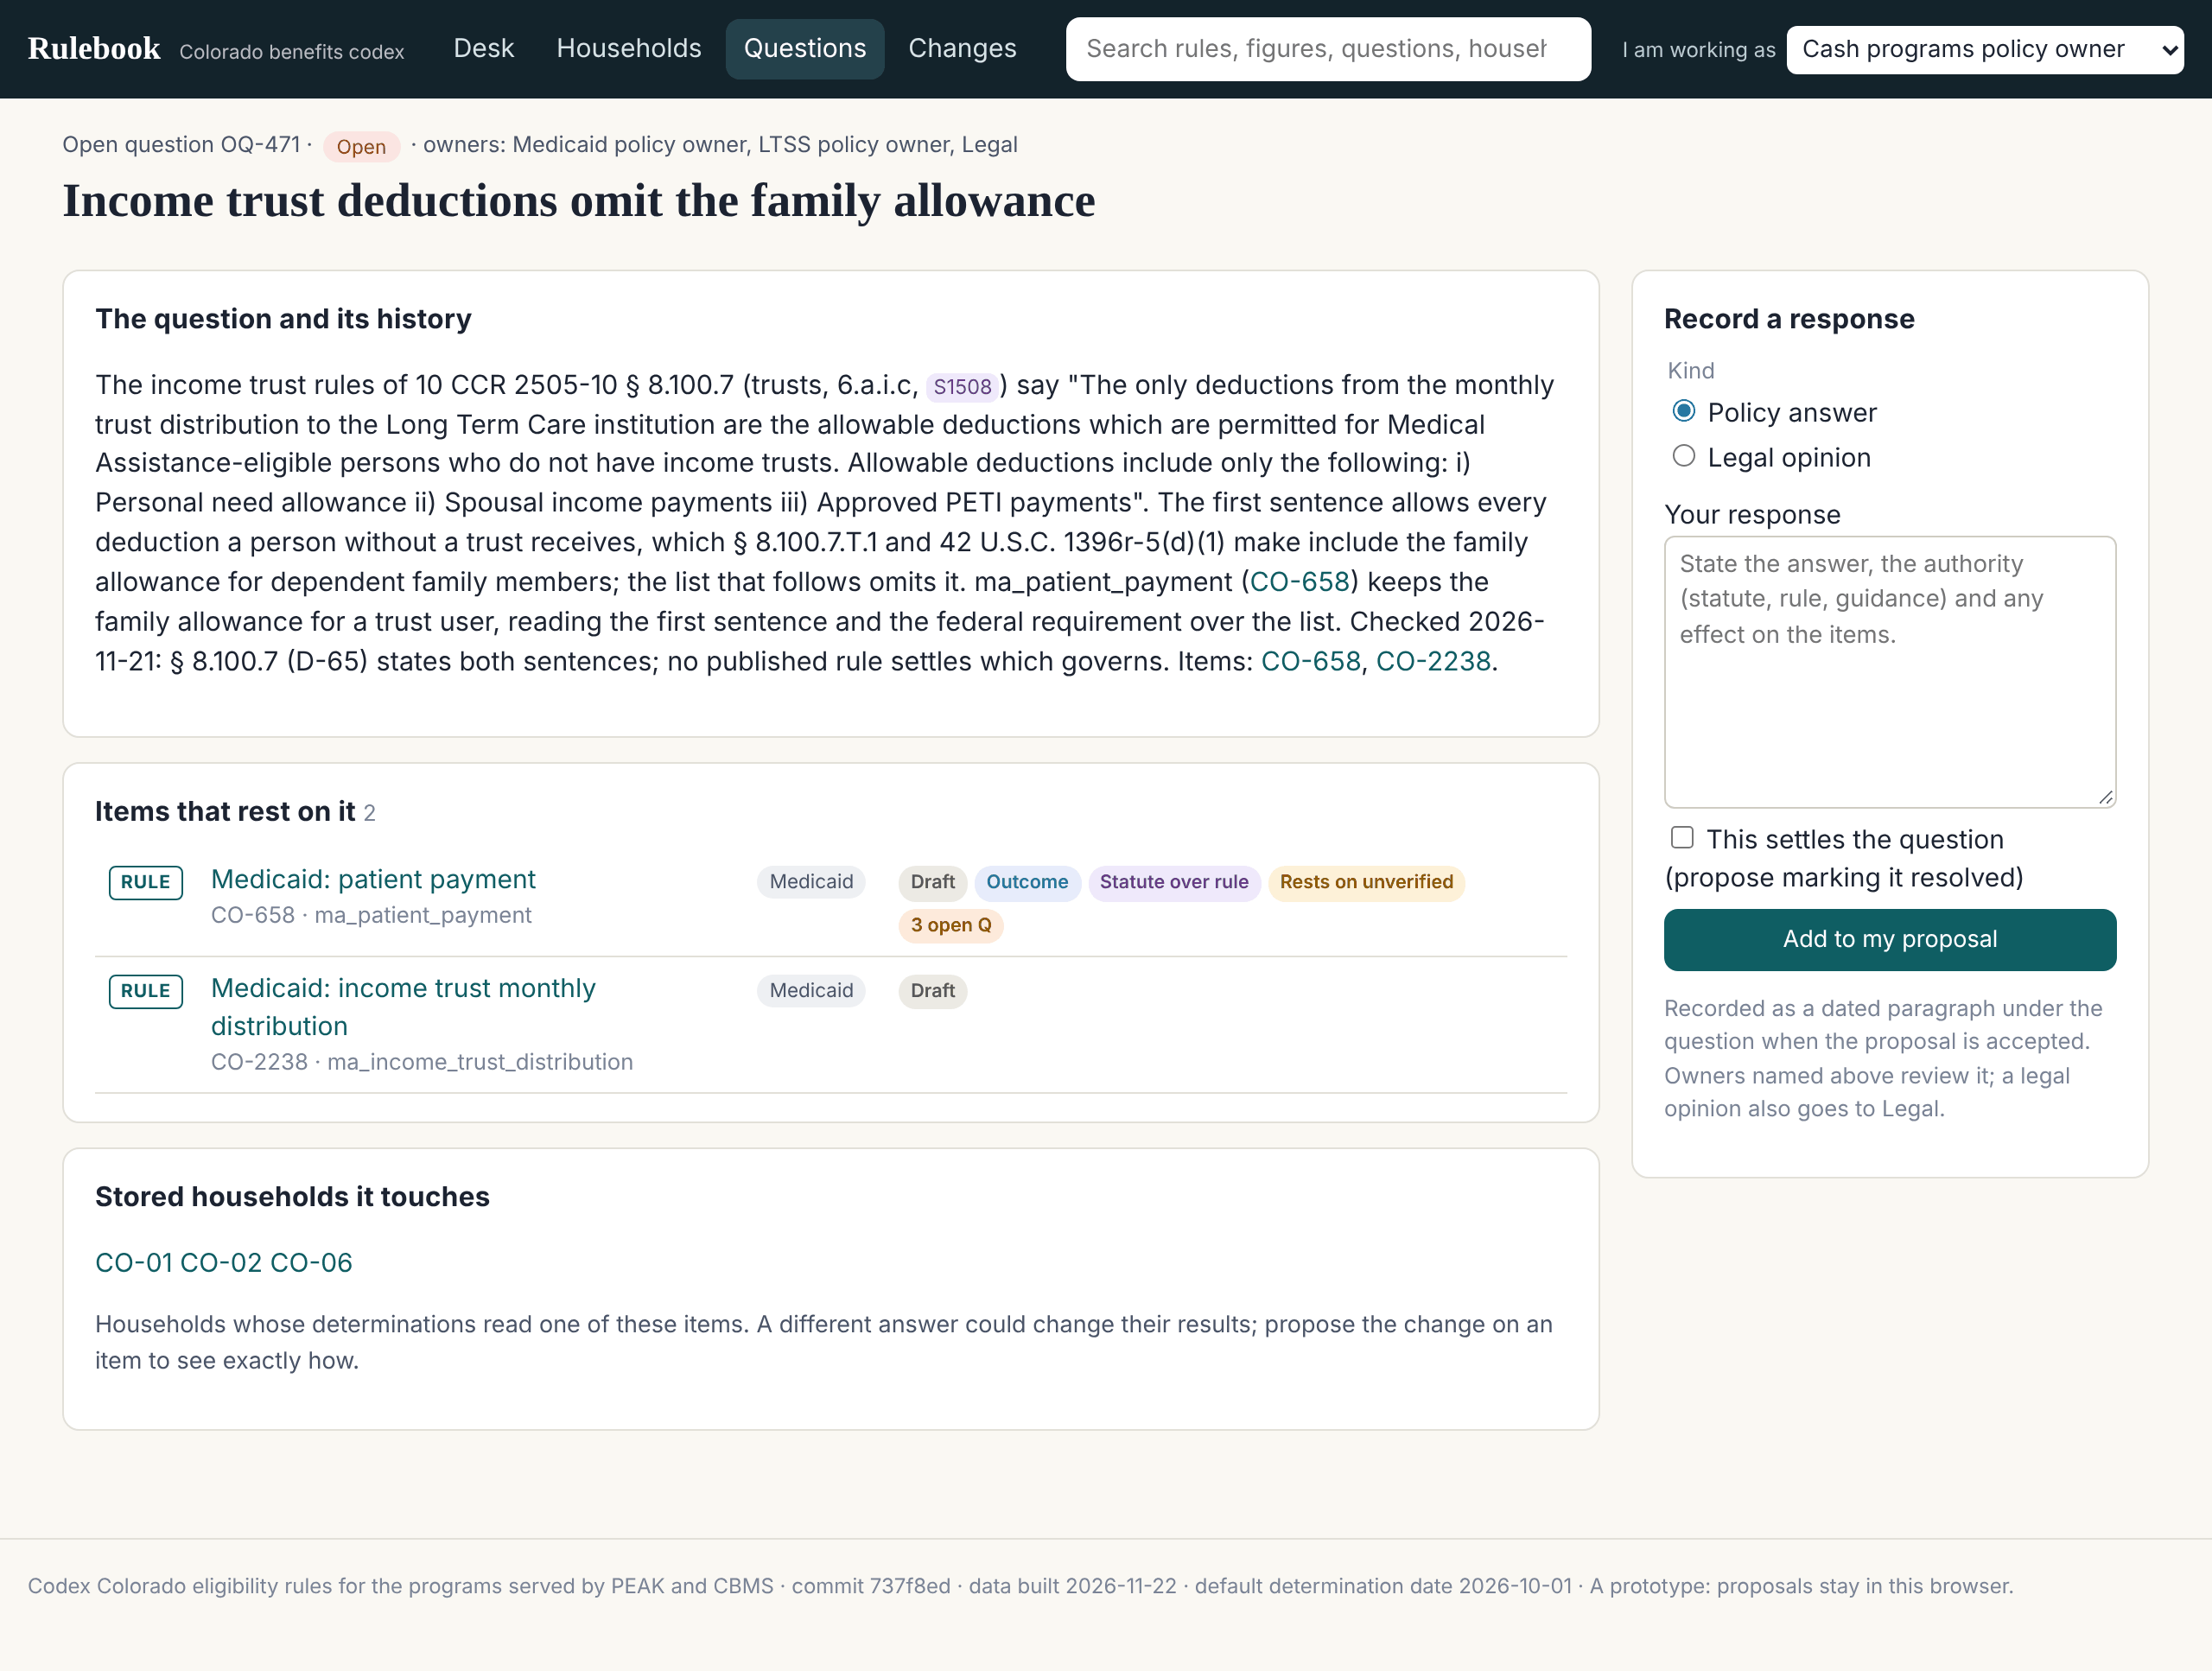 Rulebook Colorado benefits codex Desk Households Questions Changes Search rules, figures, questions, househ I am working as Cash programs policy owner
Open question OQ-471 · Open · owners: Medicaid policy owner, LTSS policy owner, Legal
Income trust deductions omit the family allowance
The question and its history
The income trust rules of 10 CCR 2505-10 § 8.100.7 (trusts, 6.a.i.c, S1508) say "The only deductions from the monthly
trust distribution to the Long Term Care institution are the allowable deductions which are permitted for Medical
Assistance-eligible persons who do not have income trusts. Allowable deductions include only the following: i)
Personal need allowance ii) Spousal income payments iii) Approved PETI payments". The first sentence allows every
deduction a person without a trust receives, which § 8.100.7.T.1 and 42 U.S.C. 1396r-5(d)(1) make include the family
allowance for dependent family members; the list that follows omits it. ma_patient_payment (CO-658) keeps the
family allowance for a trust user, reading the first sentence and the federal requirement over the list. Checked 2026-
11-21: § 8.100.7 (D-65) states both sentences; no published rule settles which governs. Items: CO-658, CO-2238.
Items that rest on it 2
RULE Medicaid: patient payment Medicaid Draft Outcome Statute over rule Rests on unverified
CO-658 · ma_patient_payment 3 open Q
RULE Medicaid: income trust monthly Medicaid Draft
distribution
CO-2238 · ma_income_trust_distribution
Stored households it touches
CO-01 CO-02 CO-06
Households whose determinations read one of these items. A different answer could change their results; propose the change on an
item to see exactly how.
Record a response
Kind
Policy answer
Legal opinion
Your response
State the answer, the authority
(statute, rule, guidance) and any
effect on the items.
This settles the question
(propose marking it resolved)
Add to my proposal
Recorded as a dated paragraph under the
question when the proposal is accepted.
Owners named above review it; a legal
opinion also goes to Legal.
Codex Colorado eligibility rules for the programs served by PEAK and CBMS · commit 737f8ed · data built 2026-11-22 · default determination date 2026-10-01 · A prototype: proposals stay in this browser.